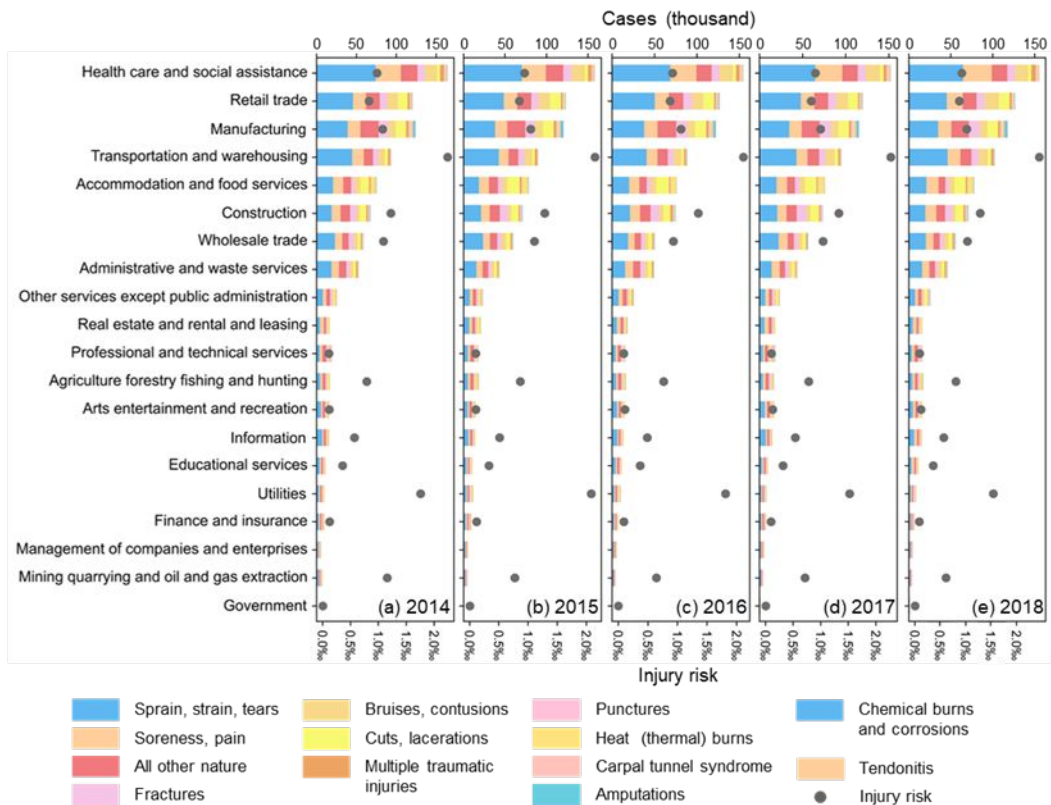 Cases (thousand)
0 50 100 150 0 50 100 150 0 50 100 150 0 50 100 150 0 50 100 150
Health care and social assistance
Retail trade
Manufacturing
Transportation and warehousing
Accommodation and food services
Construction
Wholesale trade
Administrative and waste services
Other services except public administration
Real estate and rental and leasing
Professional and technical services
Agriculture forestry fishing and hunting
Arts entertainment and recreation
Information
Educational services
Utilities
Finance and insurance
Management of companies and enterprises
Mining quarrying and oil and gas extraction
Government
(a) 2014 (b) 2015 (c) 2016 (d) 2017 (e) 2018
0.0% 0.5% 1.0% 1.5% 2.0% 0.0% 0.5% 1.0% 1.5% 2.0% 0.0% 0.5% 1.0% 1.5% 2.0% 0.0% 0.5% 1.0% 1.5% 2.0% 0.0% 0.5% 1.0% 1.5% 2.0%
Injury risk
Sprain, strain, tears
Soreness, pain
All other nature
Fractures
Bruises, contusions
Cuts, lacerations
Multiple traumatic
injuries
Punctures
Heat (thermal) burns
Carpal tunnel syndrome
Amputations
Chemical burns
and corrosions
Tendonitis
Injury risk